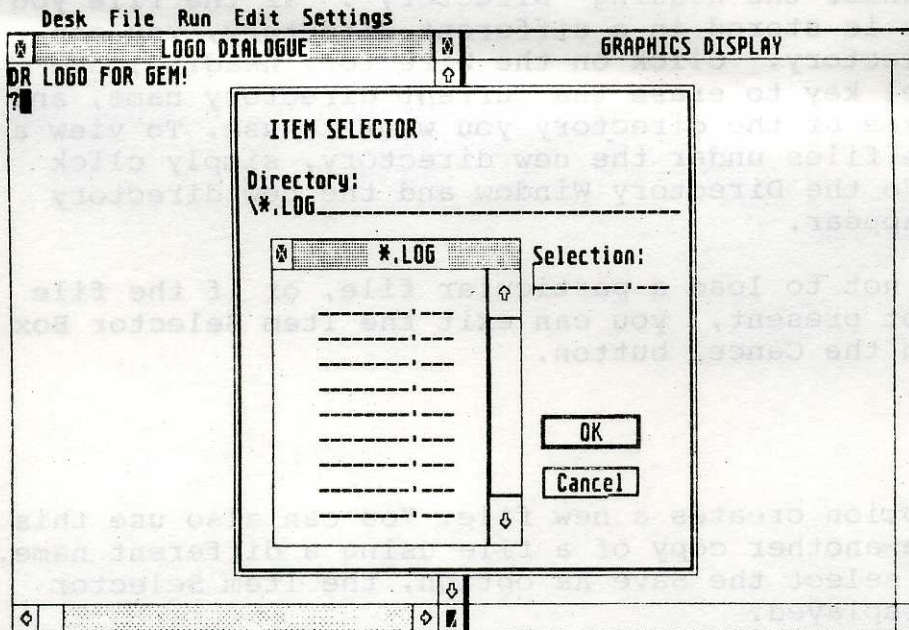 Desk File Run Edit Settings
LOGO DIALOGUE
GRAPHICS DISPLAY
DR LOGO FOR GEM!
?
ITEM SELECTOR
Directory:
\*.LOG
*.LOG
Selection:
OK
Cancel